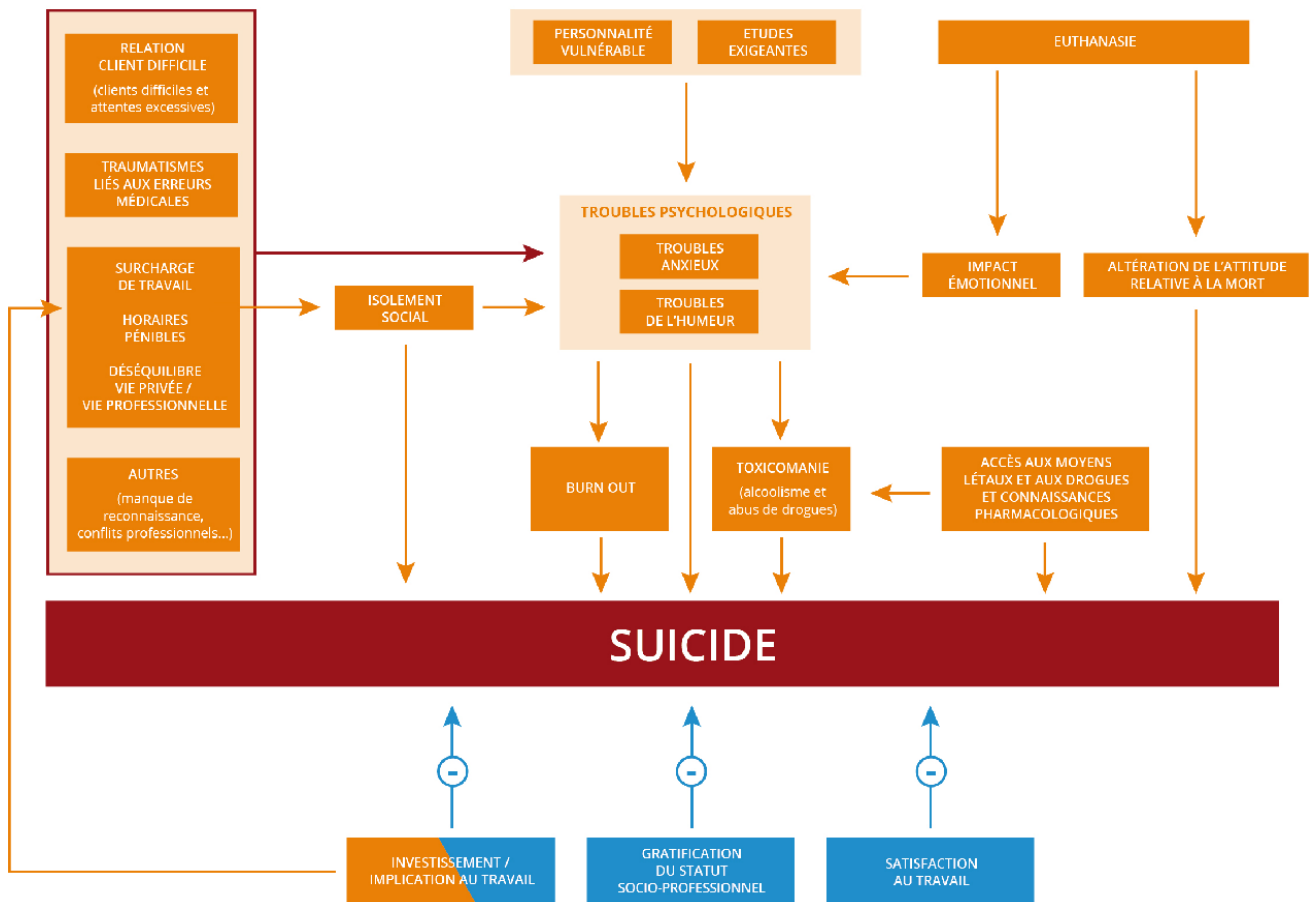 RELATION
CLIENT DIFFICILE
(clients difficiles et
attentes excessives)
TRAUMATISMES
LIÉS AUX ERREURS
MÉDICALES
SURCHARGE
DE TRAVAIL
HORAIRES
PÉNIBLES
DÉSÉQUILIBRE
VIE PRIVÉE /
VIE PROFESSIONNELLE
AUTRES
(manque de
reconnaissance,
conflits professionnels...)
ISOLEMENT
SOCIAL
PERSONNALITÉ
VULNÉRABLE
ETUDES
EXIGEANTES
TROUBLES PSYCHOLOGIQUES
TROUBLES
ANXIEUX
TROUBLES
DE L'HUMEUR
EUTHANASIE
IMPACT
ÉMOTIONNEL
ALTÉRATION DE L'ATTITUDE
RELATIVE À LA MORT
BURN OUT
TOXICOMANIE
(alcoolisme et
abus de drogues)
ACCÈS AUX MOYENS
LÉTAUX ET AUX DROGUES
ET CONNAISSANCES
PHARMACOLOGIQUES
SUICIDE
-
-
-
INVESTISSEMENT /
IMPLICATION AU TRAVAIL
GRATIFICATION
DU STATUT
SOCIO-PROFESSIONNEL
SATISFACTION
AU TRAVAIL